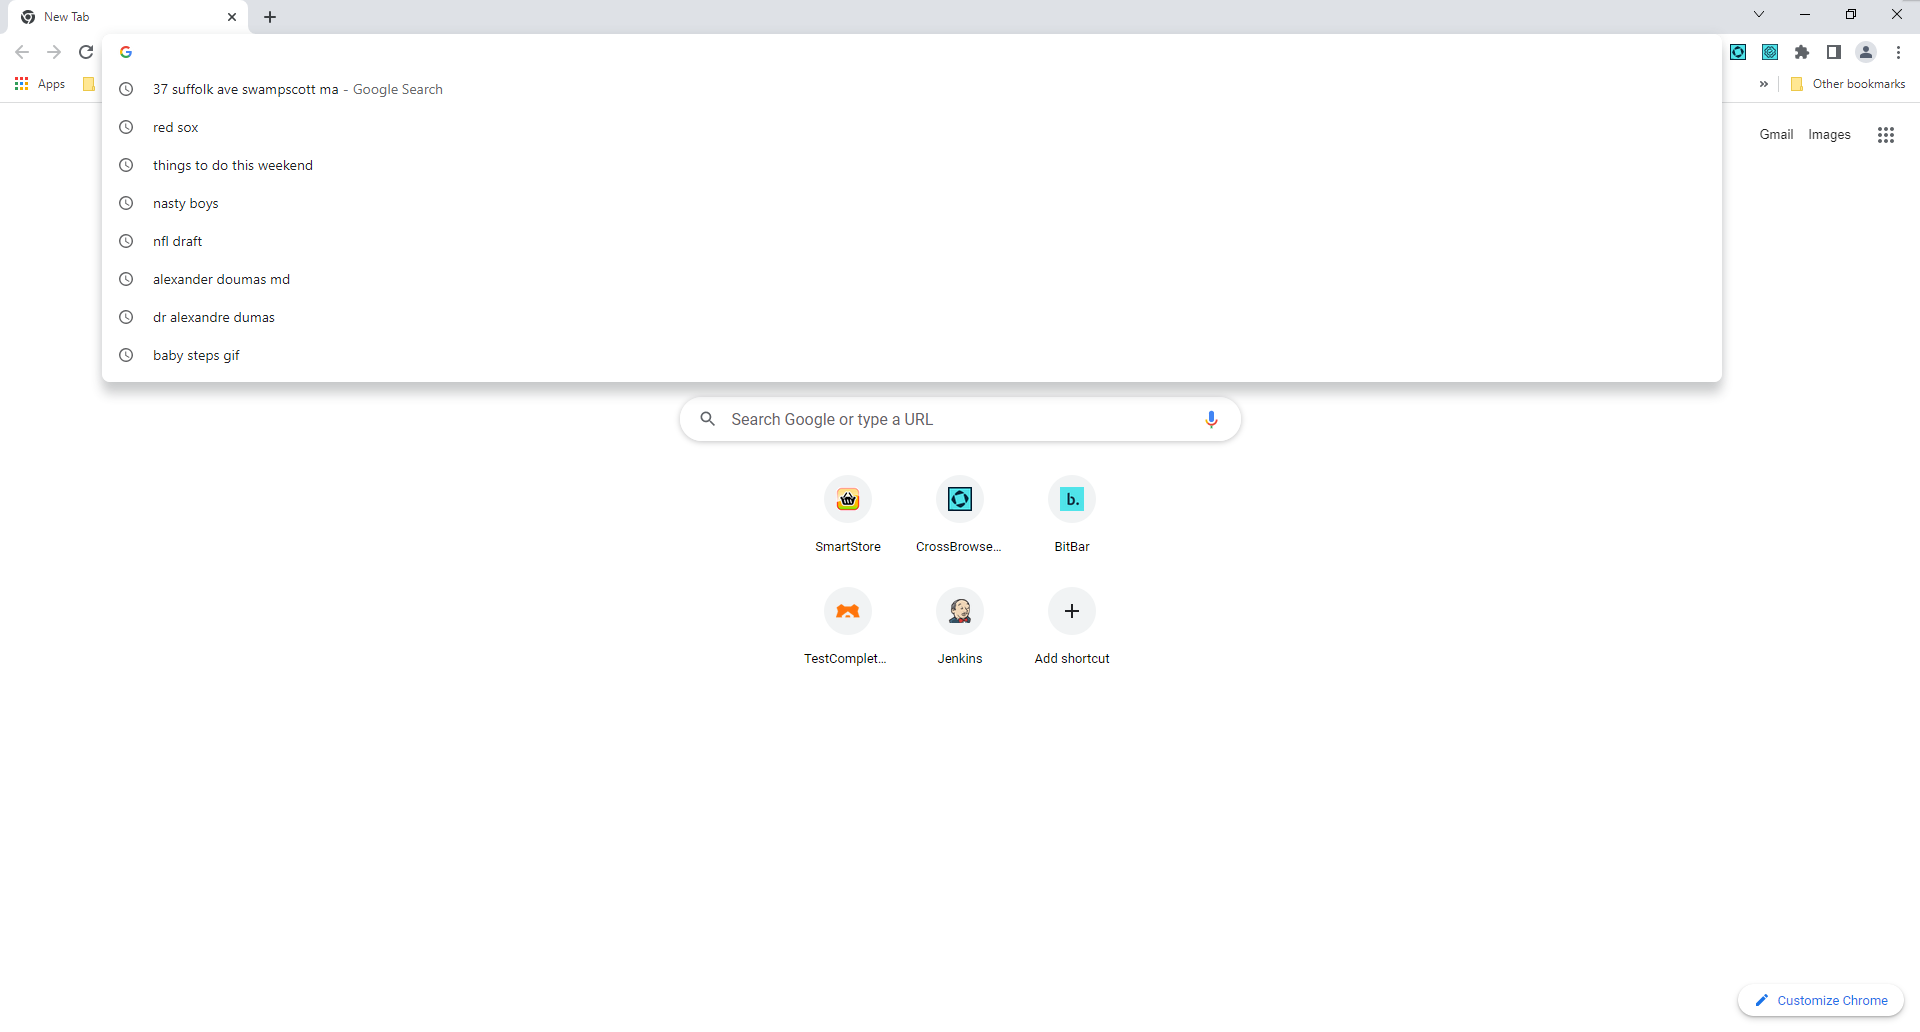 New Tab
37 suffolk ave swampscott ma - Google Search
Apps
Other bookmarks
red sox
Gmail Images
things to do this weekend
nasty boys
nfl draft
alexander doumas md
dr alexandre dumas
baby steps gif
Search Google or type a URL
b.
SmartStore CrossBrowse... BitBar
TestComplet... Jenkins Add shortcut
Customize Chrome